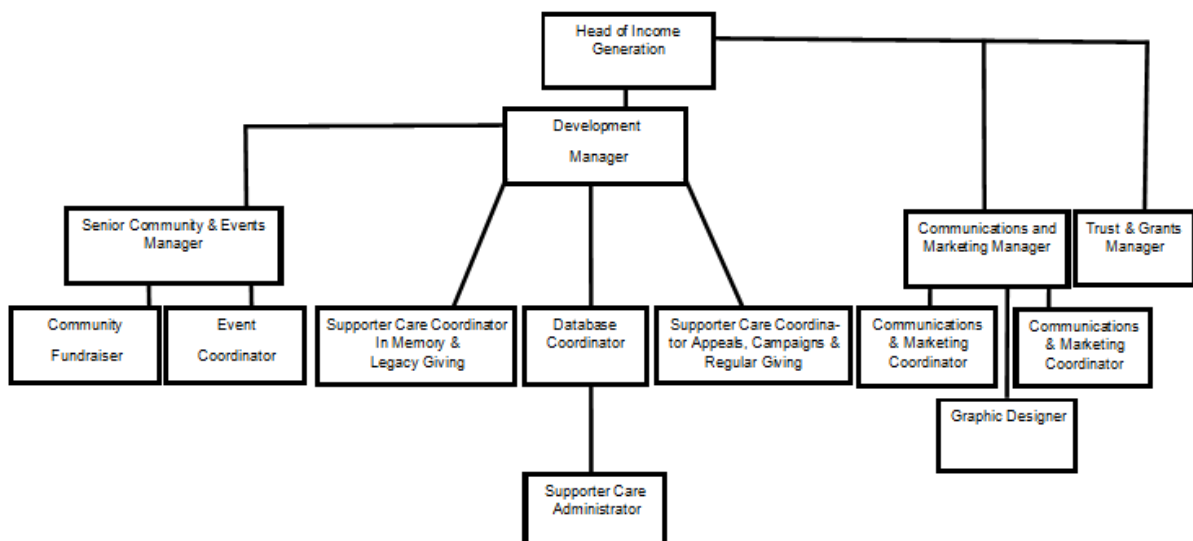 Head of Income
Generation
Development
Manager
Senior Community & Events
Manager
Communications and
Marketing Manager
Trust & Grants
Manager
Community
Fundraiser
Event
Coordinator
Supporter Care Coordinator
In Memory &
Legacy Giving
Database
Coordinator
Supporter Care Coordina-
tor Appeals, Campaigns &
Regular Giving
Communications
& Marketing
Coordinator
Communications
& Marketing
Coordinator
Graphic Designer
Supporter Care
Administrator